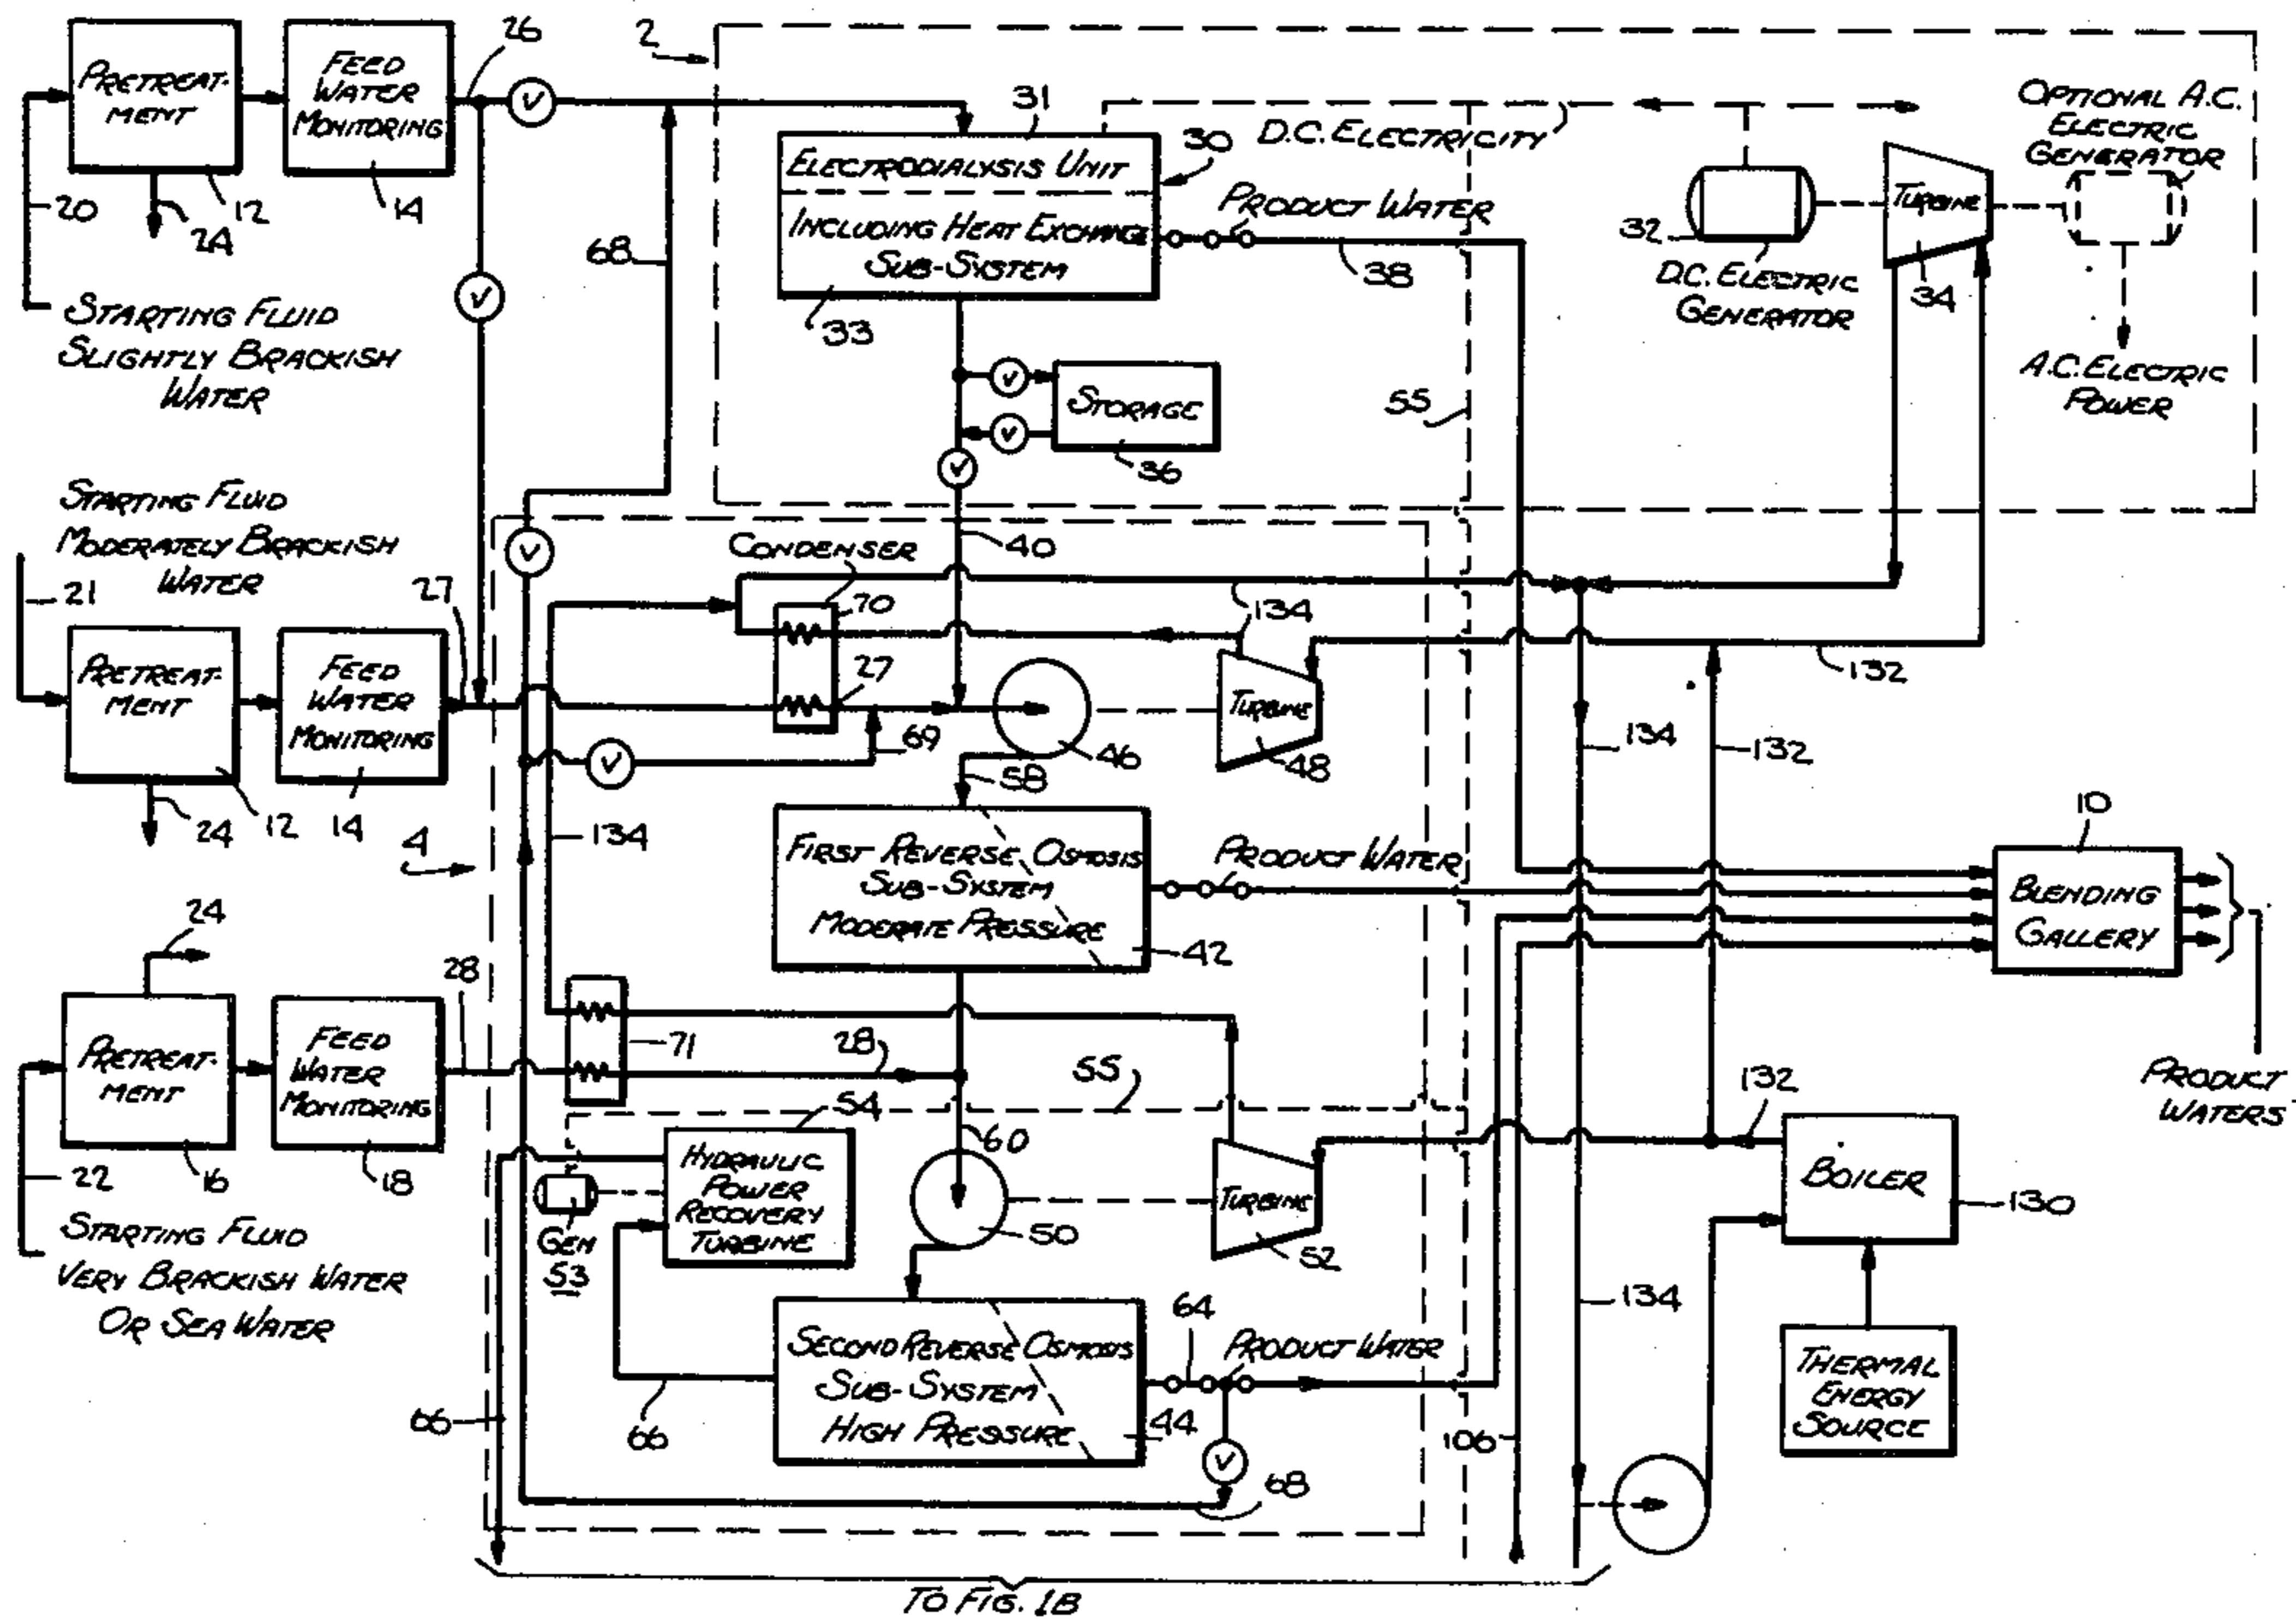 PRETREAT-
MENT
FEED
WATER
MONITORING
26
20
24
12
14
STARTING FLUID
SLIGHTLY BRACKISH
WATER
2
31
ELECTRODIALYSIS UNIT
INCLUDING HEAT EXCHANGE
SUB-SYSTEM
33
30
D.C. ELECTRICITY
PRODUCT WATER
38
68
V
V
V
V
STORAGE
36
V
55
32
D.C. ELECTRIC
GENERATOR
TURBINE
34
OPTIONAL A.C.
ELECTRIC
GENERATOR
A.C. ELECTRIC
POWER
STARTING FLUID
MODERATELY BRACKISH
WATER
21
27
PRETREAT-
MENT
FEED
WATER
MONITORING
24
12
14
4
V
CONDENSER
70
40
134
27
69
V
46
58
TURBINE
48
132
134
132
134
FIRST REVERSE OSMOSIS
SUB-SYSTEM
MODERATE PRESSURE
42
PRODUCT WATER
10
BLENDING
GALLERY
PRODUCT
WATERS
24
28
PRETREAT-
MENT
FEED
WATER
MONITORING
22
16
18
STARTING FLUID
VERY BRACKISH WATER
OR SEA WATER
71
28
55
54
60
HYDRAULIC
POWER
RECOVERY
TURBINE
GEN
53
50
TURBINE
52
132
BOILER
130
134
THERMAL
ENERGY
SOURCE
SECOND REVERSE OSMOSIS
SUB-SYSTEM
HIGH PRESSURE
44
64
PRODUCT WATER
66
66
V
68
106
TO FIG. 1B